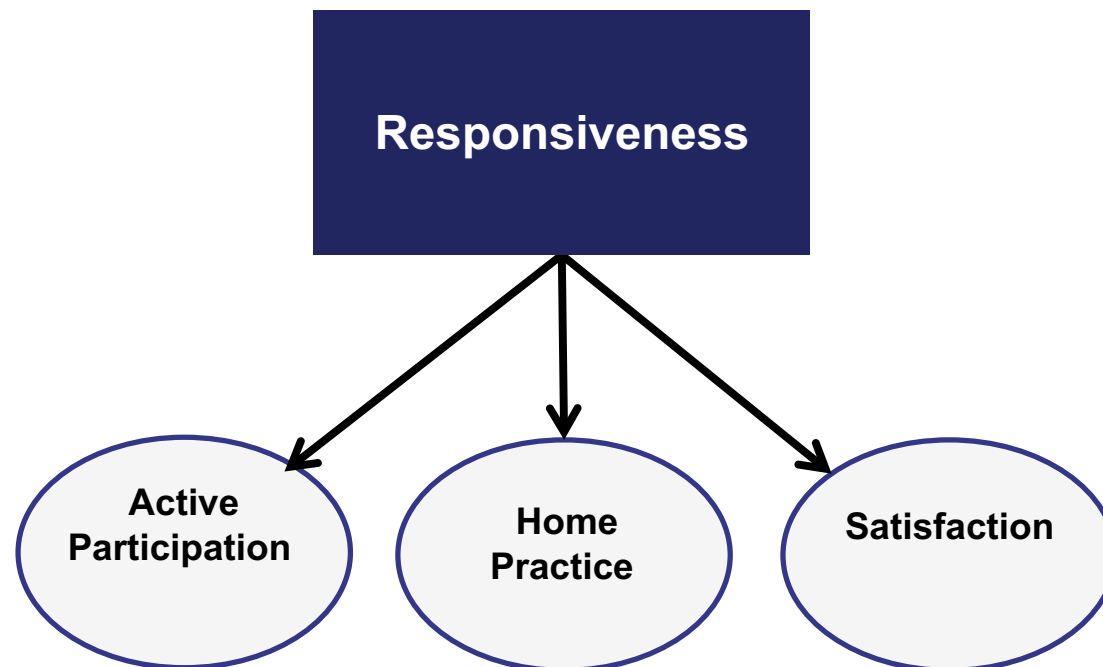 Responsiveness
Active
Participation
Home
Practice
Satisfaction